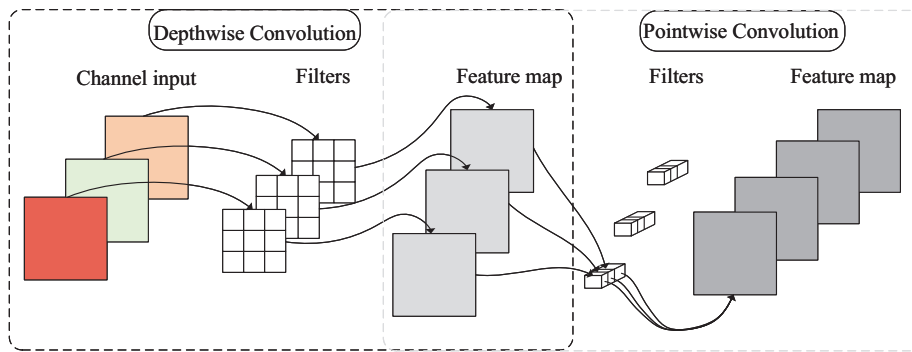 Depthwise Convolution
Pointwise Convolution
Channel input
Filters
Feature map
Filters
Feature map